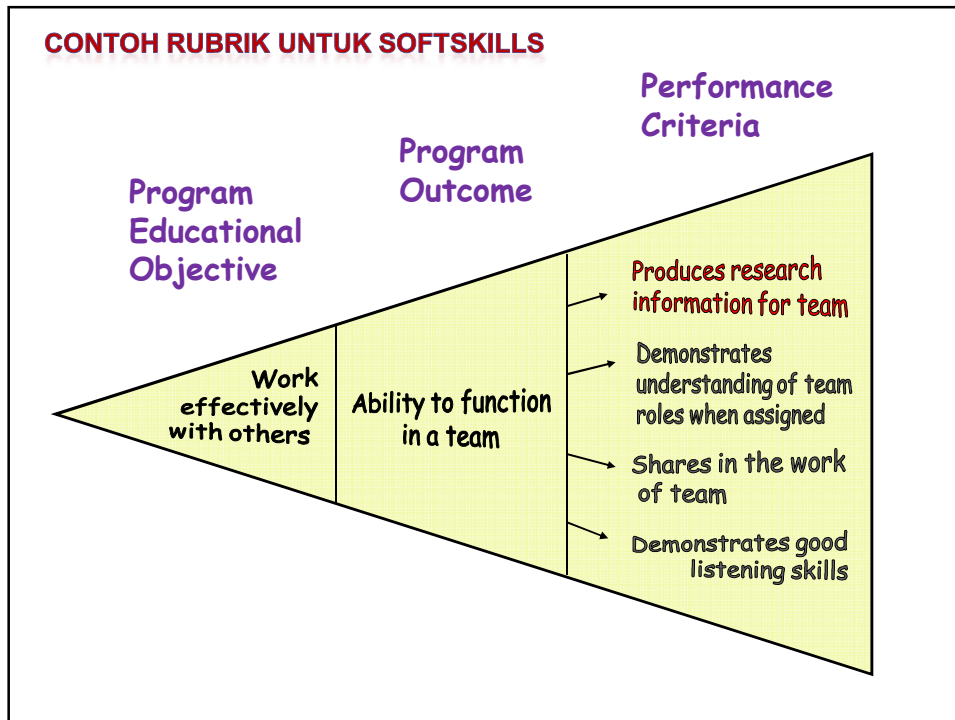 CONTOH RUBRIK UNTUK SOFTSKILLS
Program
Educational
Objective
Program
Outcome
Performance
Criteria
Work
effectively
with others
Ability to function
in a team
Produces research
information for team
Demonstrates
understanding of team
roles when assigned
Shares in the work
of team
Demonstrates good
listening skills